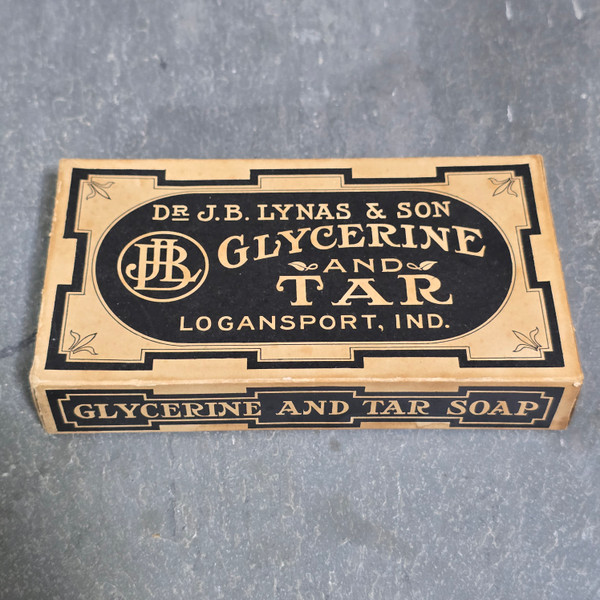 DR J.B. LYNAS & SON
JBL
GLYCERINE
AND
TAR
LOGANSPORT, IND.
GLYCERINE AND TAR SOAP